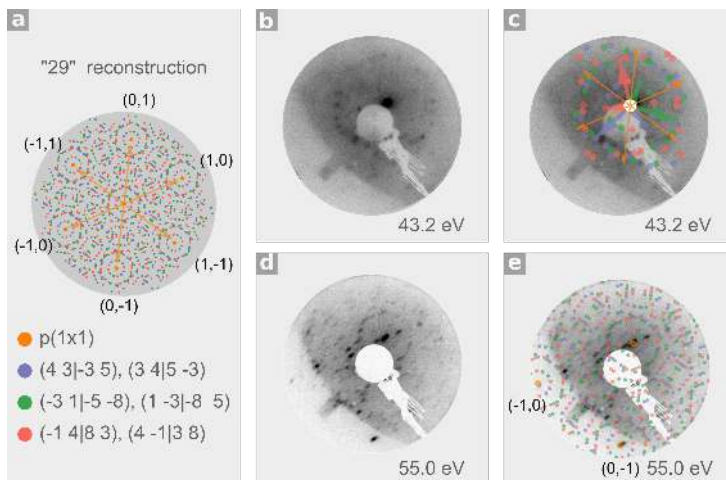 a
"29" reconstruction
(0,1)
(-1,1)
(1,0)
(-1,0)
(1,-1)
(0,-1)
p(1x1)
(4 3|-3 5), (3 4|5 -3)
(-3 1|-5 -8), (1 -3|-8 5)
(-1 4|8 3), (4 -1|3 8)
b
43.2 eV
c
43.2 eV
d
55.0 eV
e
(-1,0)
(0,-1) 55.0 eV